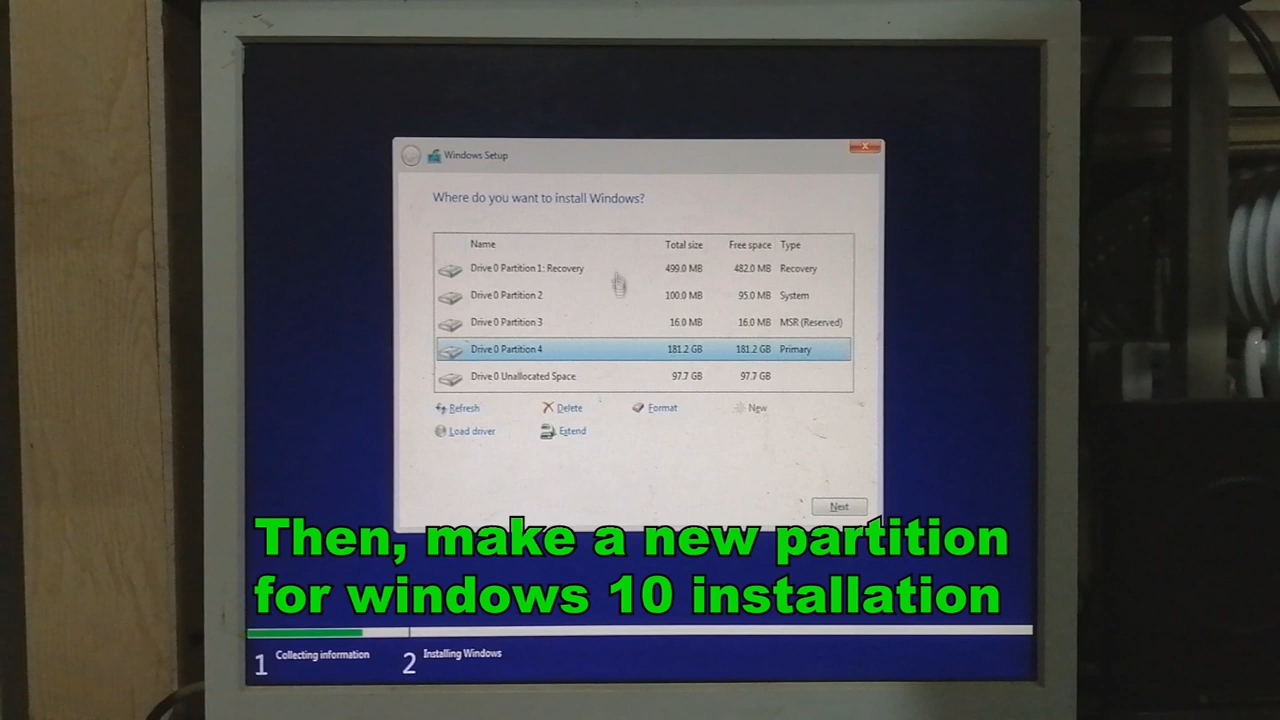 Windows Setup
Where do you want to install Windows?
Name Total size Free space Type
Drive 0 Partition 1: Recovery 499.0 MB 482.0 MB Recovery
Drive 0 Partition 2 100.0 MB 95.0 MB System
Drive 0 Partition 3 16.0 MB 16.0 MB MSR (Reserved)
Drive 0 Partition 4 181.2 GB 181.2 GB Primary
Drive 0 Unallocated Space 97.7 GB 97.7 GB
Refresh Delete Format New
Load driver Extend
Next
Then, make a new partition
for windows 10 installation
1 Collecting information 2 Installing Windows